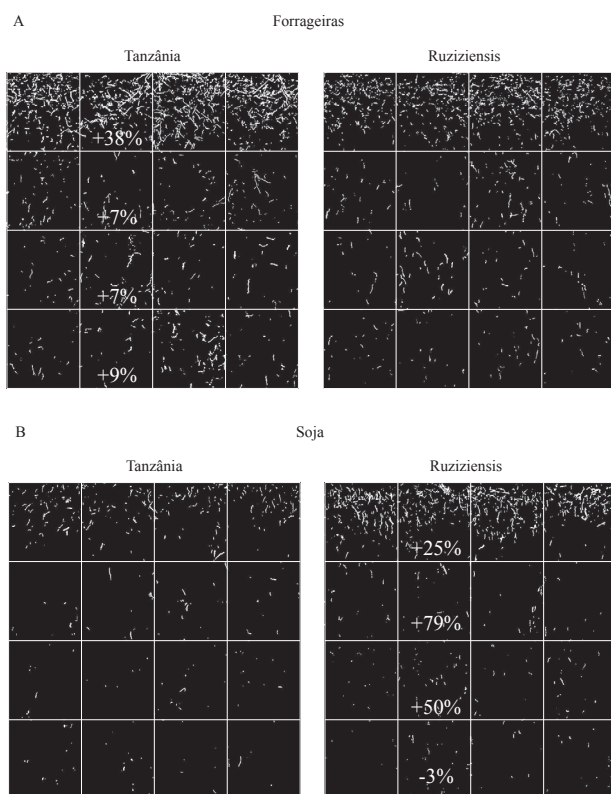 A Forrageiras
Tanzânia Ruziziensis
+38%
+7%
+7%
+9%
B Soja
Tanzânia Ruziziensis
+25%
+79%
+50%
-3%